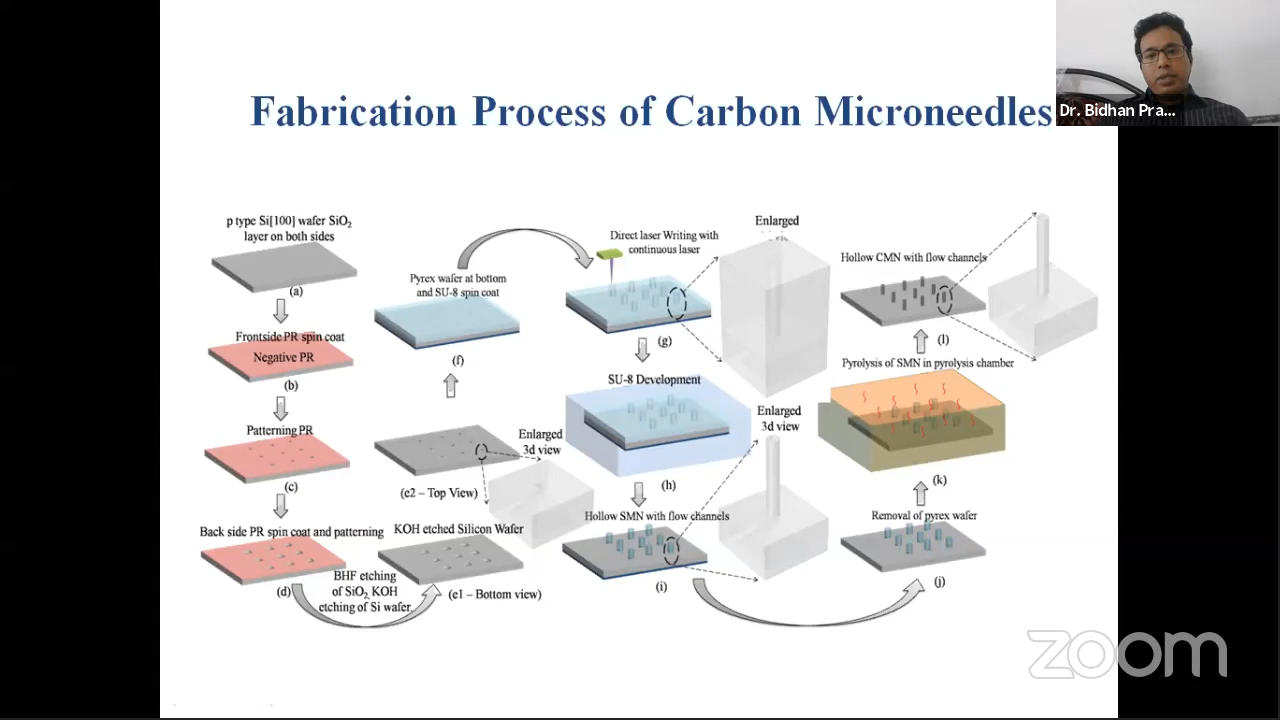 Fabrication Process of Carbon Microneedles
Dr. Bidhan Pra...
p type Si[100] wafer SiO₂
layer on both sides
(a)
Frontside PR spin coat
Negative PR
(b)
Patterning PR
(c)
Back side PR spin coat and patterning
(d)
BHF etching
of SiO₂ KOH
etching of Si wafer
KOH etched Silicon Wafer
(e1 – Bottom view)
(e2 – Top View)
Enlarged
3d view
Pyrex wafer at bottom
and SU-8 spin coat
(f)
Direct laser Writing with
continuous laser
(g)
Enlarged
SU-8 Development
(h)
Enlarged
3d view
Hollow SMN with flow channels
(i)
Removal of pyrex wafer
(j)
Pyrolysis of SMN in pyrolysis chamber
(k)
Hollow CMN with flow channels
(l)
zoom